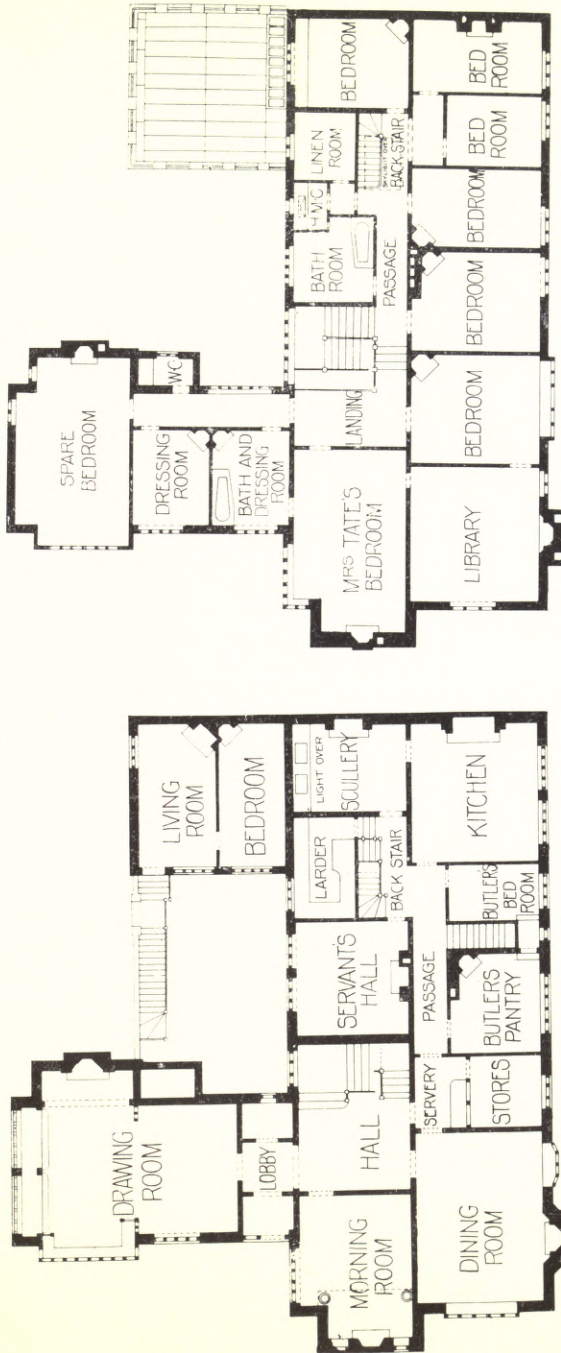 SPARE
BEDROOM
WC
DRESSING
ROOM
BATH AND
DRESSING
ROOM
LANDING
MRS TATE'S
BEDROOM
LIBRARY
BEDROOM
BEDROOM
BEDROOM
PASSAGE
BATH
ROOM
H.M.C
LINEN
ROOM
SKYLIGHT OVER
BACK STAIR
BEDROOM
BED
ROOM
BED
ROOM
DRAWING
ROOM
LOBBY
HALL
MORNING
ROOM
DINING
ROOM
SERVERY
STORES
BUTLERS
PANTRY
PASSAGE
SERVANT'S
HALL
LARDER
BACK STAIR
BUTLERS
BED
ROOM
KITCHEN
LIGHT OVER
SCULLERY
LIVING
ROOM
BEDROOM